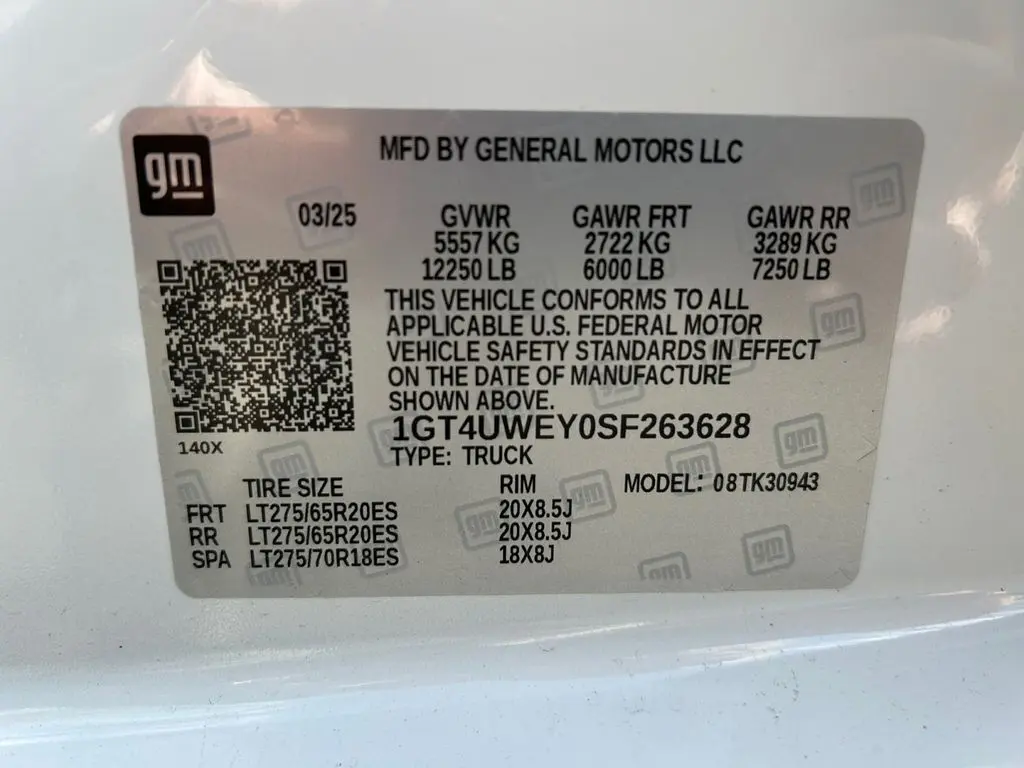 gm
MFD BY GENERAL MOTORS LLC
03/25 GVWR GAWR FRT GAWR RR
5557 KG 2722 KG 3289 KG
12250 LB 6000 LB 7250 LB
THIS VEHICLE CONFORMS TO ALL
APPLICABLE U.S. FEDERAL MOTOR
VEHICLE SAFETY STANDARDS IN EFFECT
ON THE DATE OF MANUFACTURE
SHOWN ABOVE.
1GT4UWEY0SF263628
140X
TYPE: TRUCK
TIRE SIZE RIM MODEL: 08TK30943
FRT LT275/65R20ES 20X8.5J
RR LT275/65R20ES 20X8.5J
SPA LT275/70R18ES 18X8J